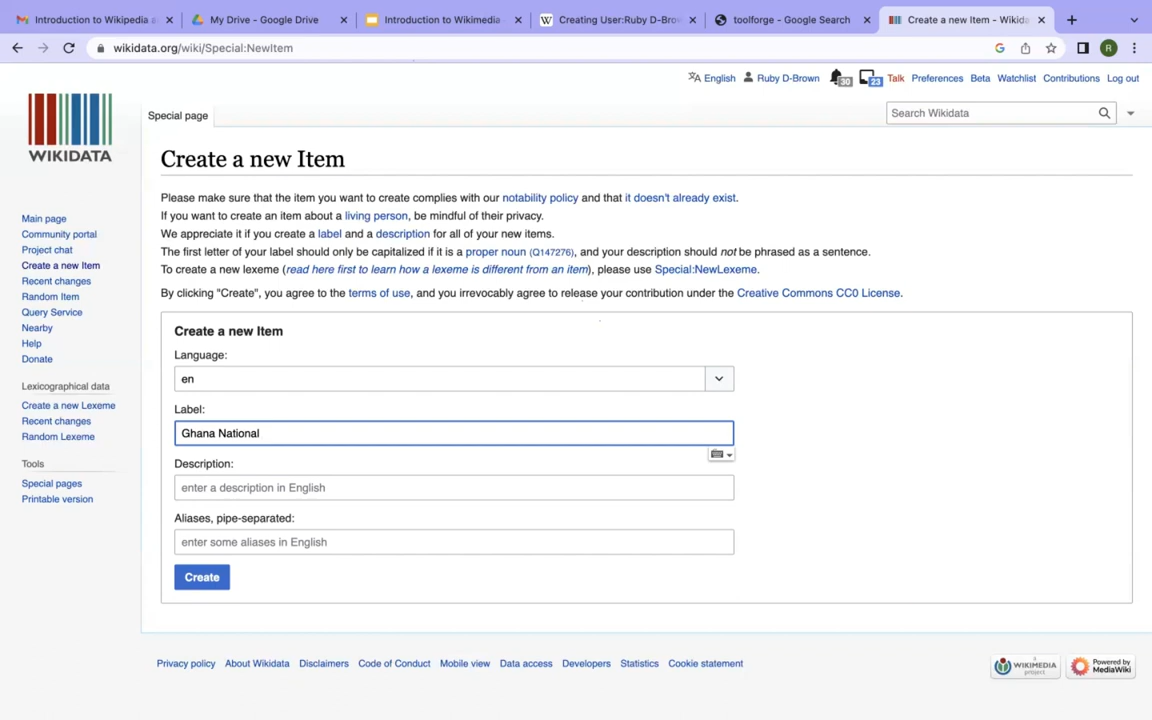 Introduction to Wikipedia a
My Drive - Google Drive
Introduction to Wikimedia
Creating User:Ruby D-Brow
toolforge - Google Search
Create a new Item - Wikida
wikidata.org/wiki/Special:NewItem
R
English
Ruby D-Brown
30
23
Talk
Preferences
Beta
Watchlist
Contributions
Log out
WIKIDATA
Special page
Search Wikidata
Main page
Community portal
Project chat
Create a new Item
Recent changes
Random Item
Query Service
Nearby
Help
Donate
Lexicographical data
Create a new Lexeme
Recent changes
Random Lexeme
Tools
Special pages
Printable version
Create a new Item
Please make sure that the item you want to create complies with our notability policy and that it doesn't already exist.
If you want to create an item about a living person, be mindful of their privacy.
We appreciate it if you create a label and a description for all of your new items.
The first letter of your label should only be capitalized if it is a proper noun (Q147276), and your description should not be phrased as a sentence.
To create a new lexeme (read here first to learn how a lexeme is different from an item), please use Special:NewLexeme.
By clicking "Create", you agree to the terms of use, and you irrevocably agree to release your contribution under the Creative Commons CC0 License.
Create a new Item
Language:
en
Label:
Ghana National
Description:
enter a description in English
Aliases, pipe-separated:
enter some aliases in English
Create
Privacy policy
About Wikidata
Disclaimers
Code of Conduct
Mobile view
Data access
Developers
Statistics
Cookie statement
WIKIMEDIA
project
Powered by
MediaWiki